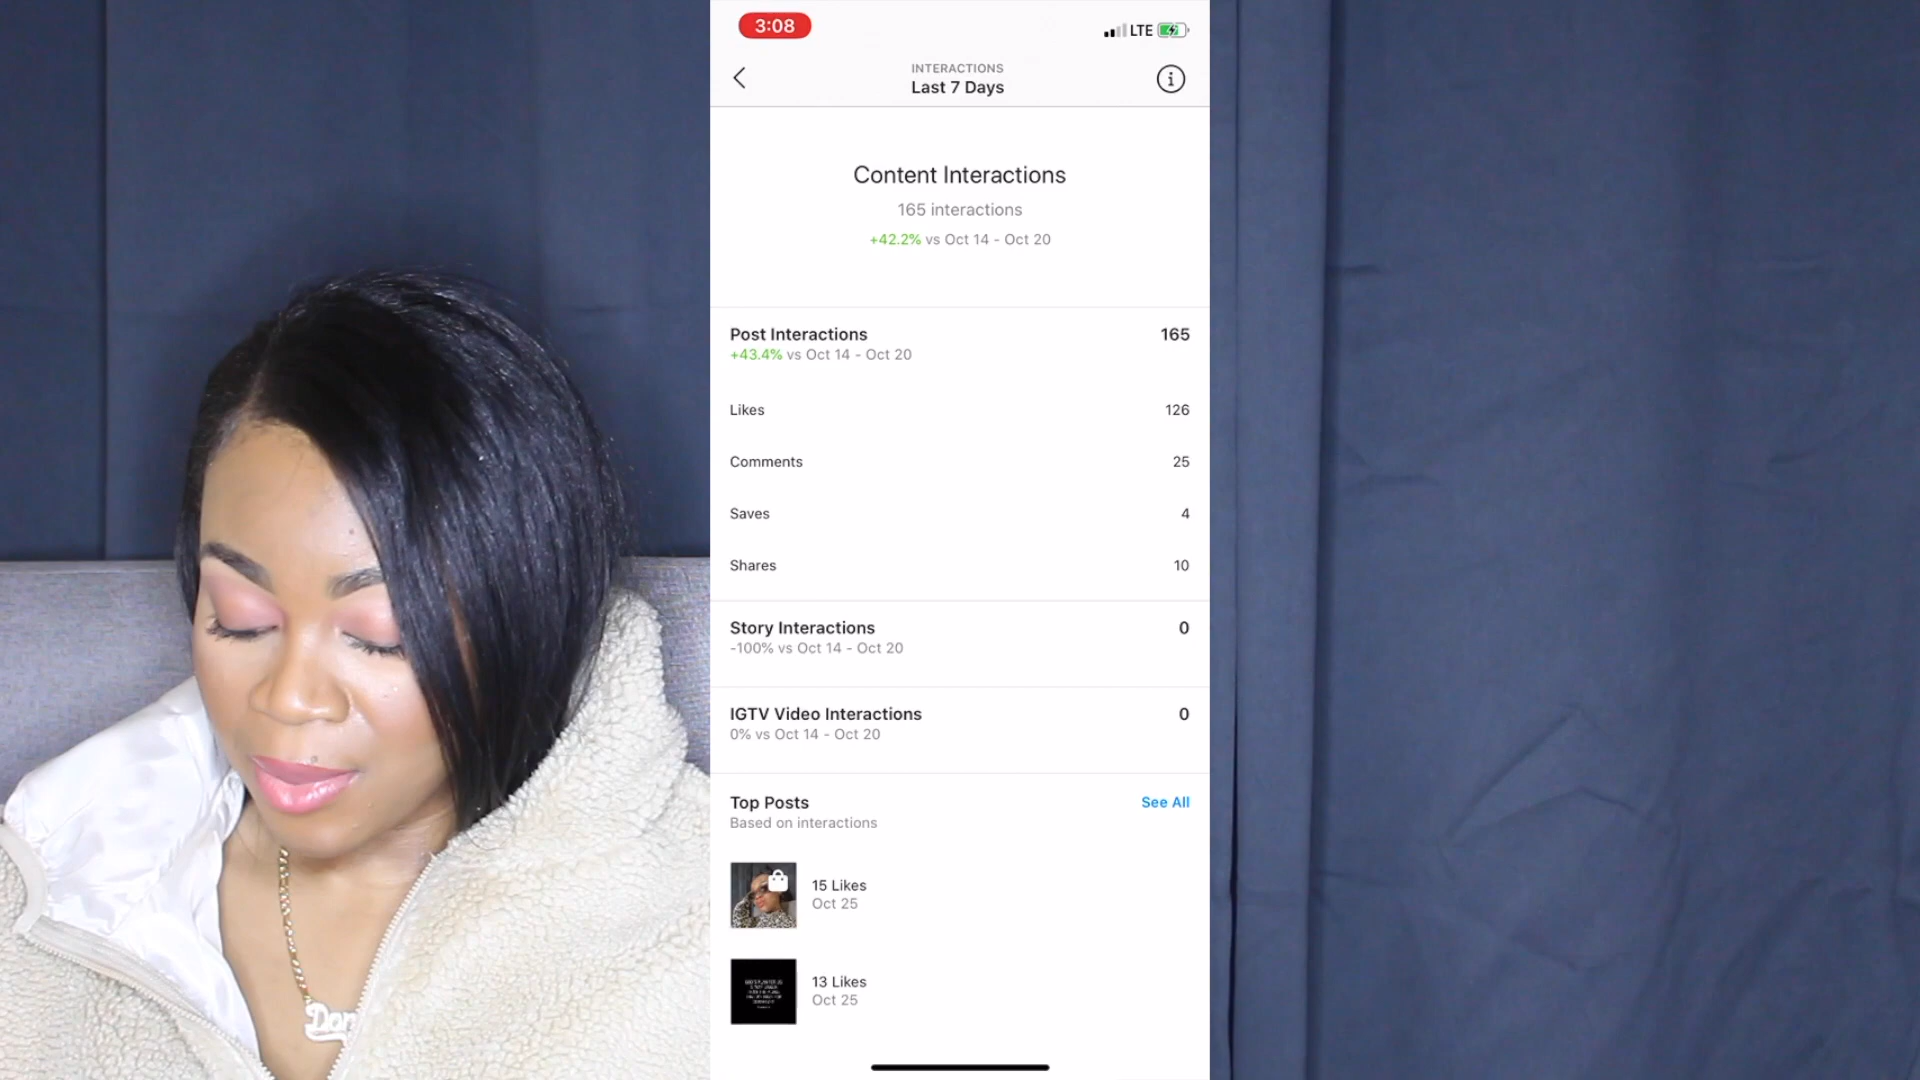 3:08
LTE
INTERACTIONS
Last 7 Days
Content Interactions
165 interactions
+42.2% vs Oct 14 - Oct 20
Post Interactions 165
+43.4% vs Oct 14 - Oct 20
Likes 126
Comments 25
Saves 4
Shares 10
Story Interactions 0
-100% vs Oct 14 - Oct 20
IGTV Video Interactions 0
0% vs Oct 14 - Oct 20
Top Posts See All
Based on interactions
15 Likes
Oct 25
13 Likes
Oct 25